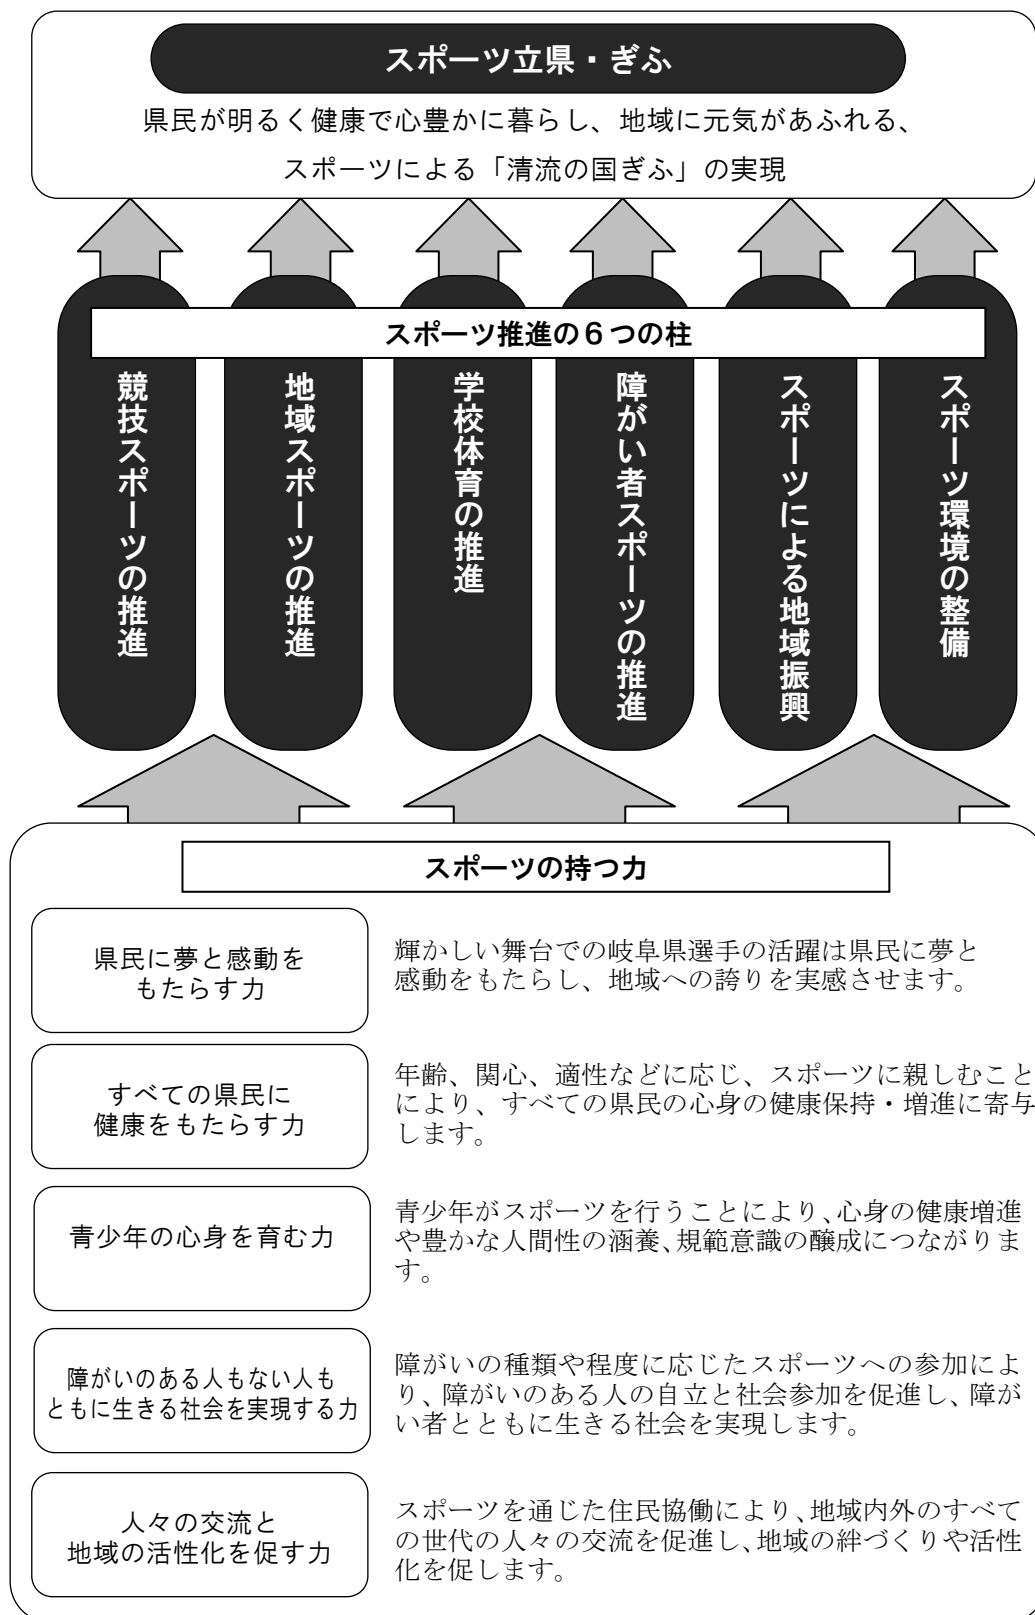 スポーツ立県・ぎふ
県民が明るく健康で心豊かに暮らし、地域に元気があふれる、
スポーツによる「清流の国ぎふ」の実現
スポーツ推進の６つの柱
競技スポーツの推進
地域スポーツの推進
学校体育の推進
障がい者スポーツの推進
スポーツによる地域振興
スポーツ環境の整備
スポーツの持つ力
県民に夢と感動を
もたらす力
輝かしい舞台での岐阜県選手の活躍は県民に夢と
感動をもたらし、地域への誇りを実感させます。
すべての県民に
健康をもたらす力
年齢、関心、適性などに応じ、スポーツに親しむこと
により、すべての県民の心身の健康保持・増進に寄与
します。
青少年の心身を育む力
青少年がスポーツを行うことにより、心身の健康増進
や豊かな人間性の涵養、規範意識の醸成につながりま
す。
障がいのある人もない人も
ともに生きる社会を実現する力
障がいの種類や程度に応じたスポーツへの参加によ
り、障がいのある人の自立と社会参加を促進し、障が
い者とともに生きる社会を実現します。
人々の交流と
地域の活性化を促す力
スポーツを通じた住民協働により、地域内外のすべて
の世代の人々の交流を促進し、地域の絆づくりや活性
化を促します。